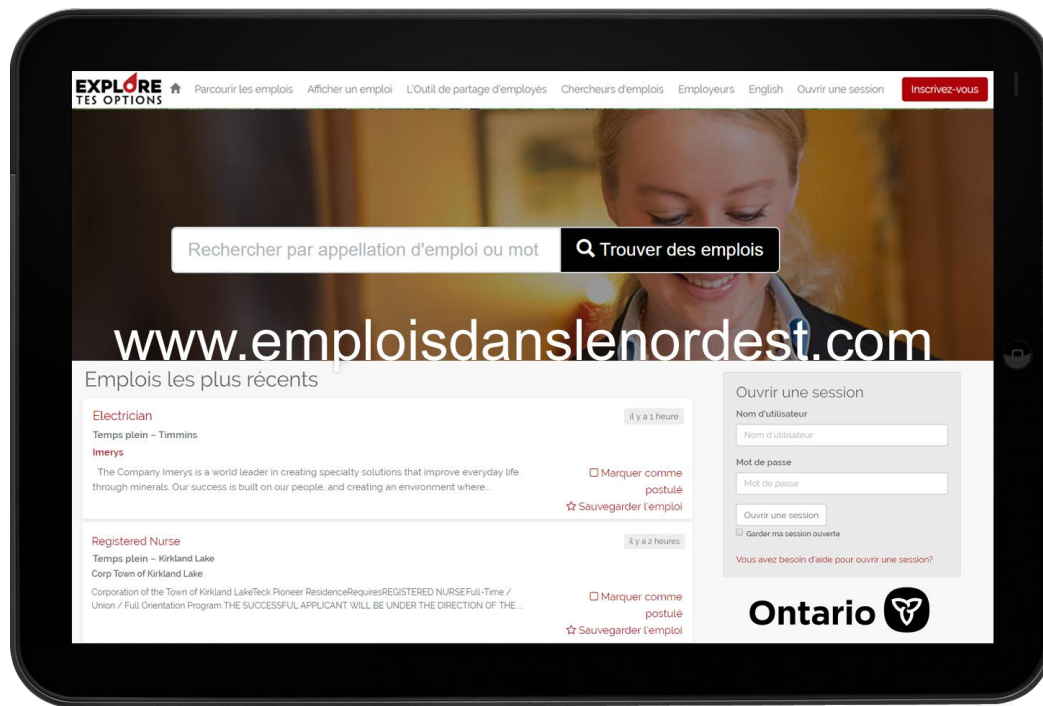 EXPLORE
TES OPTIONS
Parcourir les emplois Afficher un emploi L'Outil de partage d'employés Chercheurs d'emplois Employeurs English Ouvrir une session Inscrivez-vous
Rechercher par appellation d'emploi ou mot Trouver des emplois
www.emploisdanslenordest.com
Emplois les plus récents
Electrician il y a 1 heure
Temps plein – Timmins
Imerys
The Company Imerys is a world leader in creating specialty solutions that improve everyday life
through minerals. Our success is built on our people, and creating an environment where...
Marquer comme
postulé
Sauvegarder l'emploi
Registered Nurse il y a 2 heures
Temps plein – Kirkland Lake
Corp Town of Kirkland Lake
Corporation of the Town of Kirkland LakeTeck Pioneer ResidenceRequiresREGISTERED NURSEFull-Time /
Union / Full Orientation Program THE SUCCESSFUL APPLICANT WILL BE UNDER THE DIRECTION OF THE ...
Marquer comme
postulé
Sauvegarder l'emploi
Ouvrir une session
Nom d'utilisateur
Nom d'utilisateur
Mot de passe
Mot de passe
Ouvrir une session
Garder ma session ouverte
Vous avez besoin d'aide pour ouvrir une session?
Ontario